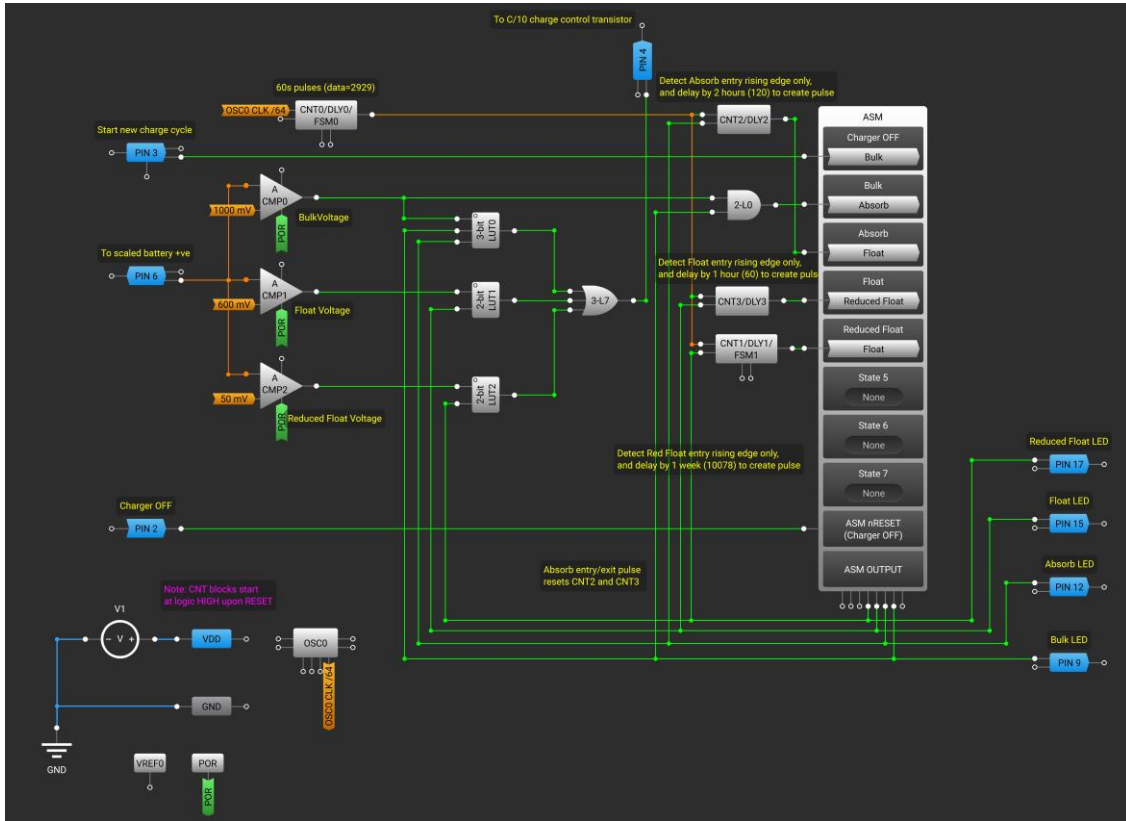 To C/10 charge control transistor
PIN 4
60s pulses (data=2929)
OSC0 CLK /64
CNT0/DLY0/
FSM0
Detect Absorb entry rising edge only,
and delay by 2 hours (120) to create pulse
CNT2/DLY2
ASM
Charger OFF
Bulk
Start new charge cycle
PIN 3
Bulk
Absorb
A
CMP0
1000 mV
POR
BulkVoltage
3-bit
LUT0
2-L0
Absorb
Float
To scaled battery +ve
PIN 6
Detect Float entry rising edge only,
and delay by 1 hour (60) to create puls
A
CMP1
600 mV
POR
Float Voltage
2-bit
LUT1
3-L7
CNT3/DLY3
Float
Reduced Float
CNT1/DLY1/
FSM1
Reduced Float
Float
A
CMP2
50 mV
POR
Reduced Float Voltage
2-bit
LUT2
State 5
None
State 6
None
Detect Red Float entry rising edge only,
and delay by 1 week (10078) to create pulse
State 7
None
Reduced Float LED
PIN 17
Charger OFF
PIN 2
ASM nRESET
(Charger OFF)
Float LED
PIN 15
Absorb entry/exit pulse
resets CNT2 and CNT3
ASM OUTPUT
Absorb LED
PIN 12
Note: CNT blocks start
at logic HIGH upon RESET
V1
- V +
VDD
OSC0
OSC0 CLK /64
Bulk LED
PIN 9
GND
GND
VREF0
POR
POR